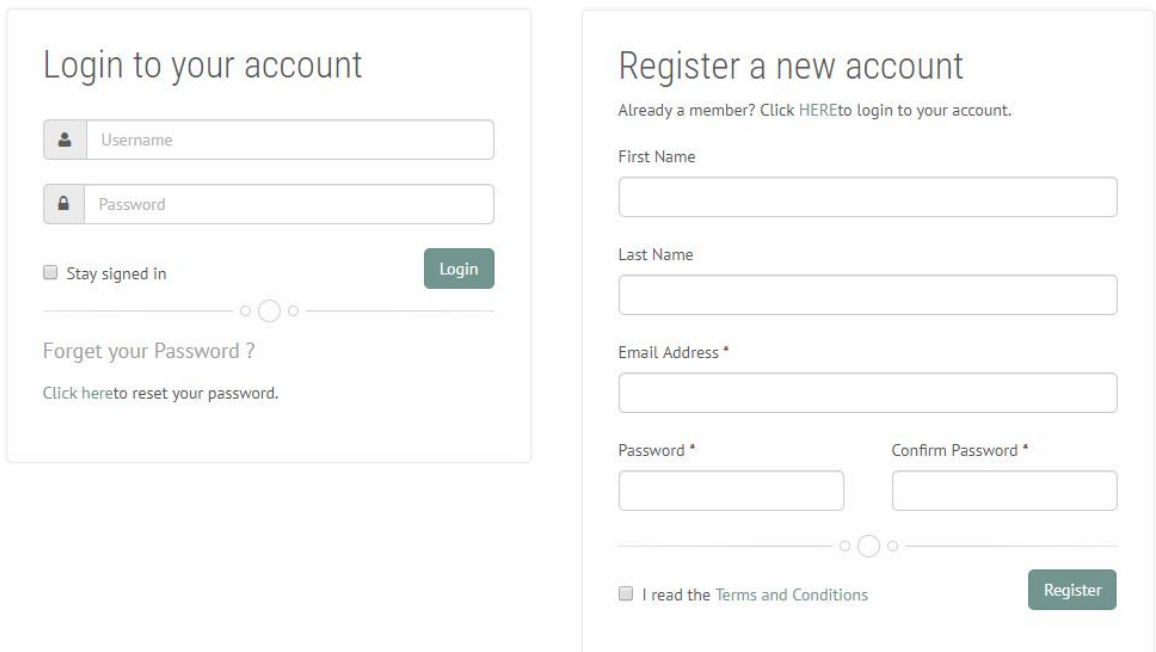 Login to your account
Username
Password
Stay signed in
Login
Forget your Password ?
Click hereto reset your password.
Register a new account
Already a member? Click HEREto login to your account.
First Name
Last Name
Email Address *
Password *
Confirm Password *
I read the Terms and Conditions
Register